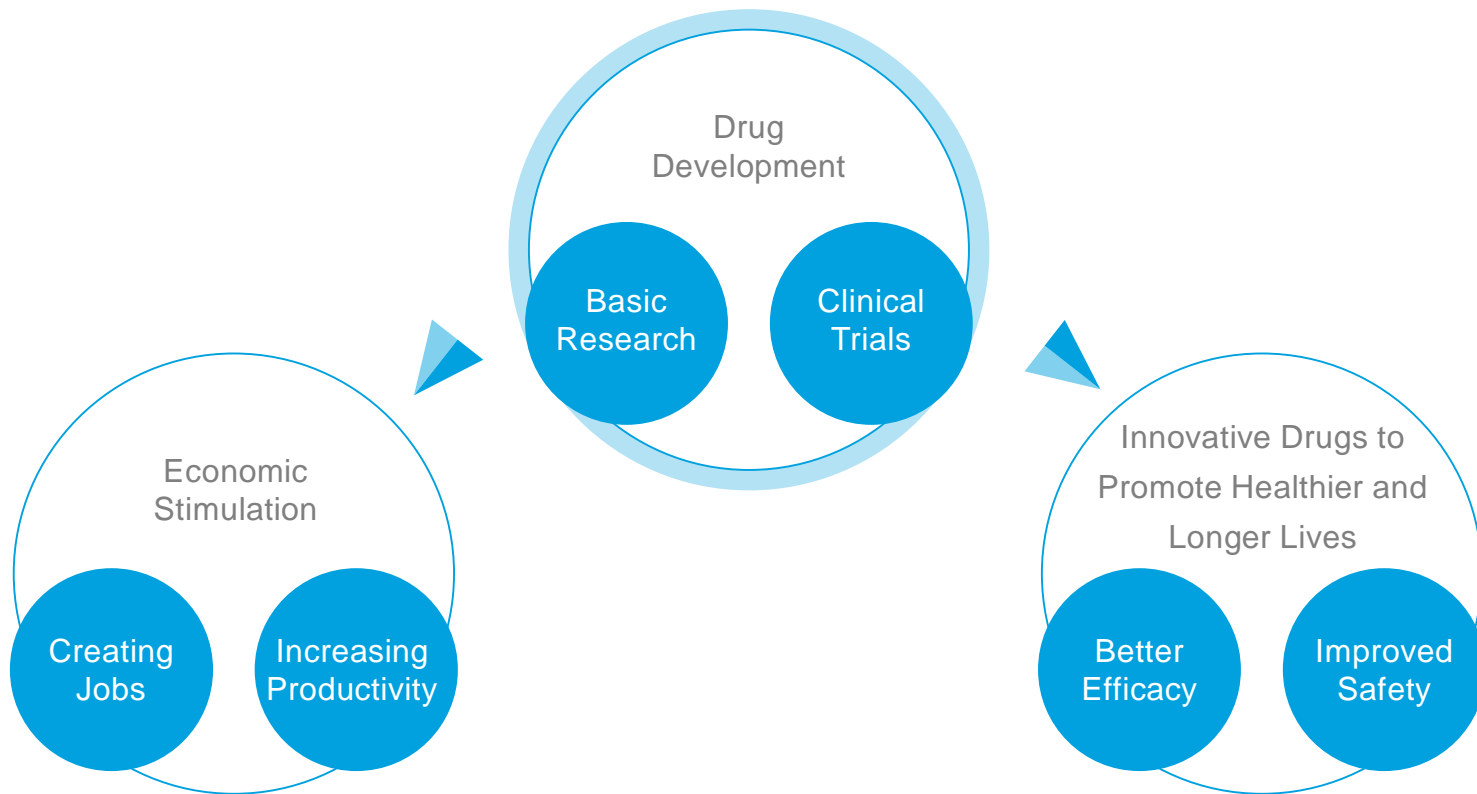 Drug
Development
Basic
Research
Clinical
Trials
Economic
Stimulation
Creating
Jobs
Increasing
Productivity
Innovative Drugs to
Promote Healthier and
Longer Lives
Better
Efficacy
Improved
Safety